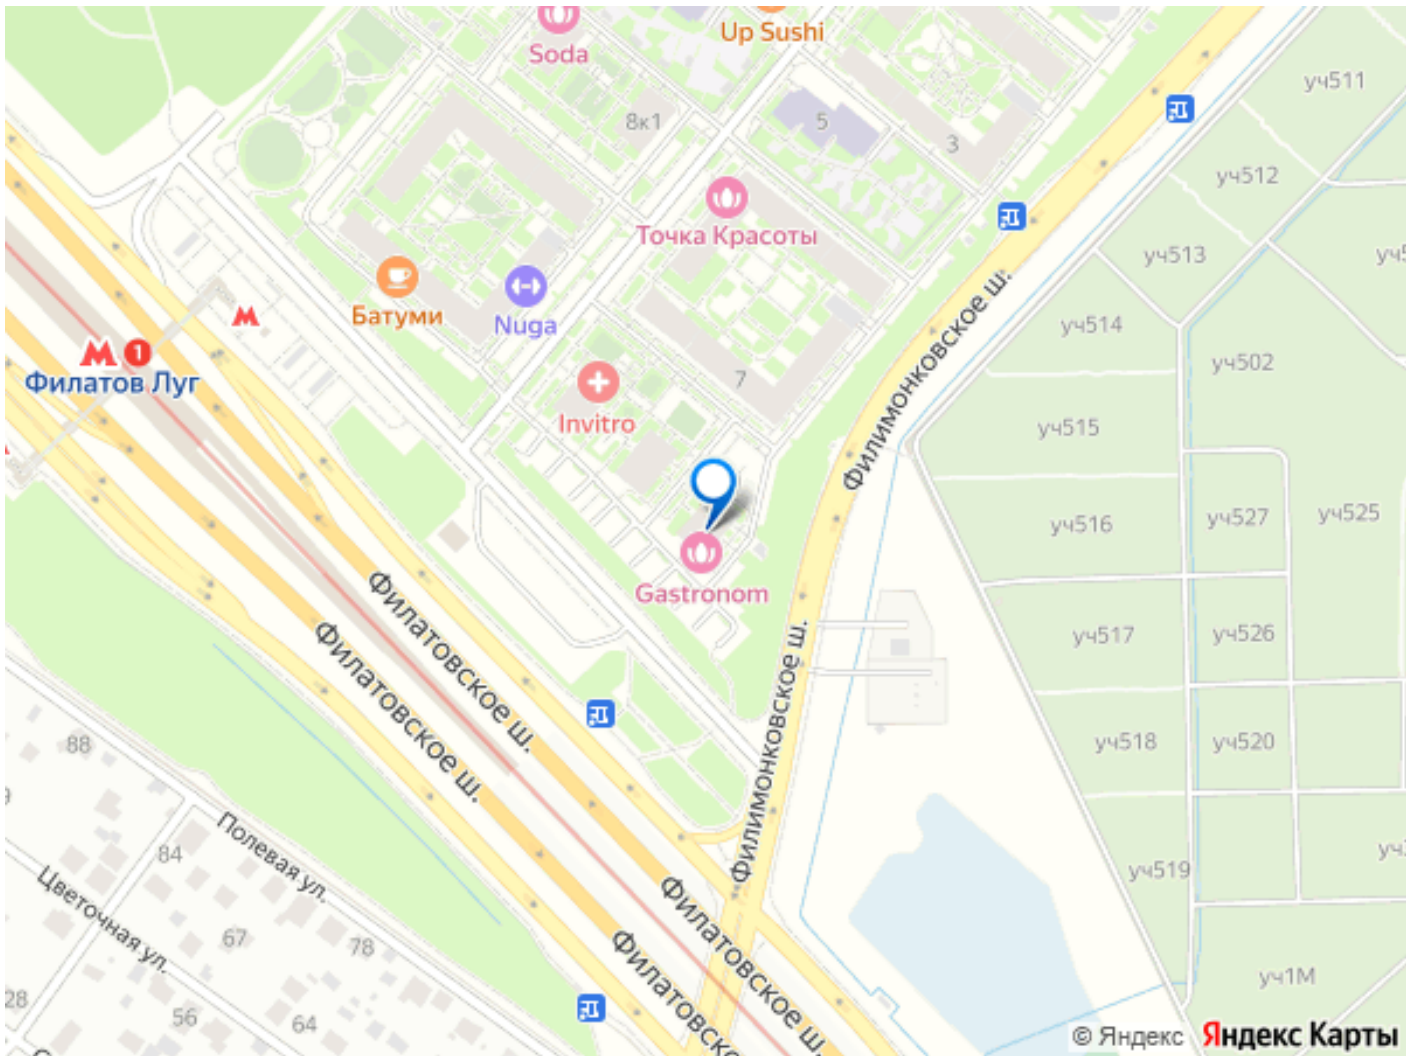 Up Sushi
Soda
уч511
8к1
5
3
уч512
Точка Красоты
уч513
Батуми
Nuga
М
уч514
М 1
Филатов Луг
7
уч502
Invitro
Филимонковское ш.
уч515
уч516
уч527
уч525
Gastronom
Филатовское ш.
Филатовское ш.
уч517
уч526
Филимонковское ш.
88
уч518
уч520
Полевая ул.
84
уч519
Цветочная ул.
67
78
Филатовское ш.
уч1М
28
56
64
© Яндекс Яндекс Карты